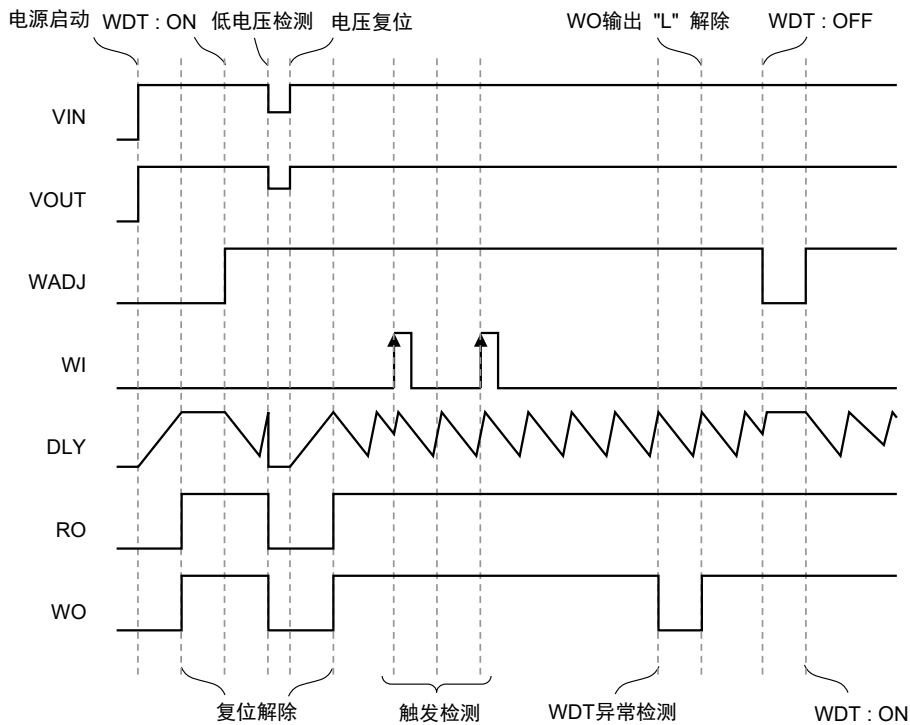 电源启动 WDT : ON 低电压检测 电压复位 WO输出 "L" 解除 WDT : OFF
VIN
VOUT
WADJ
WI
DLY
RO
WO
复位解除 触发检测 WDT异常检测 WDT : ON